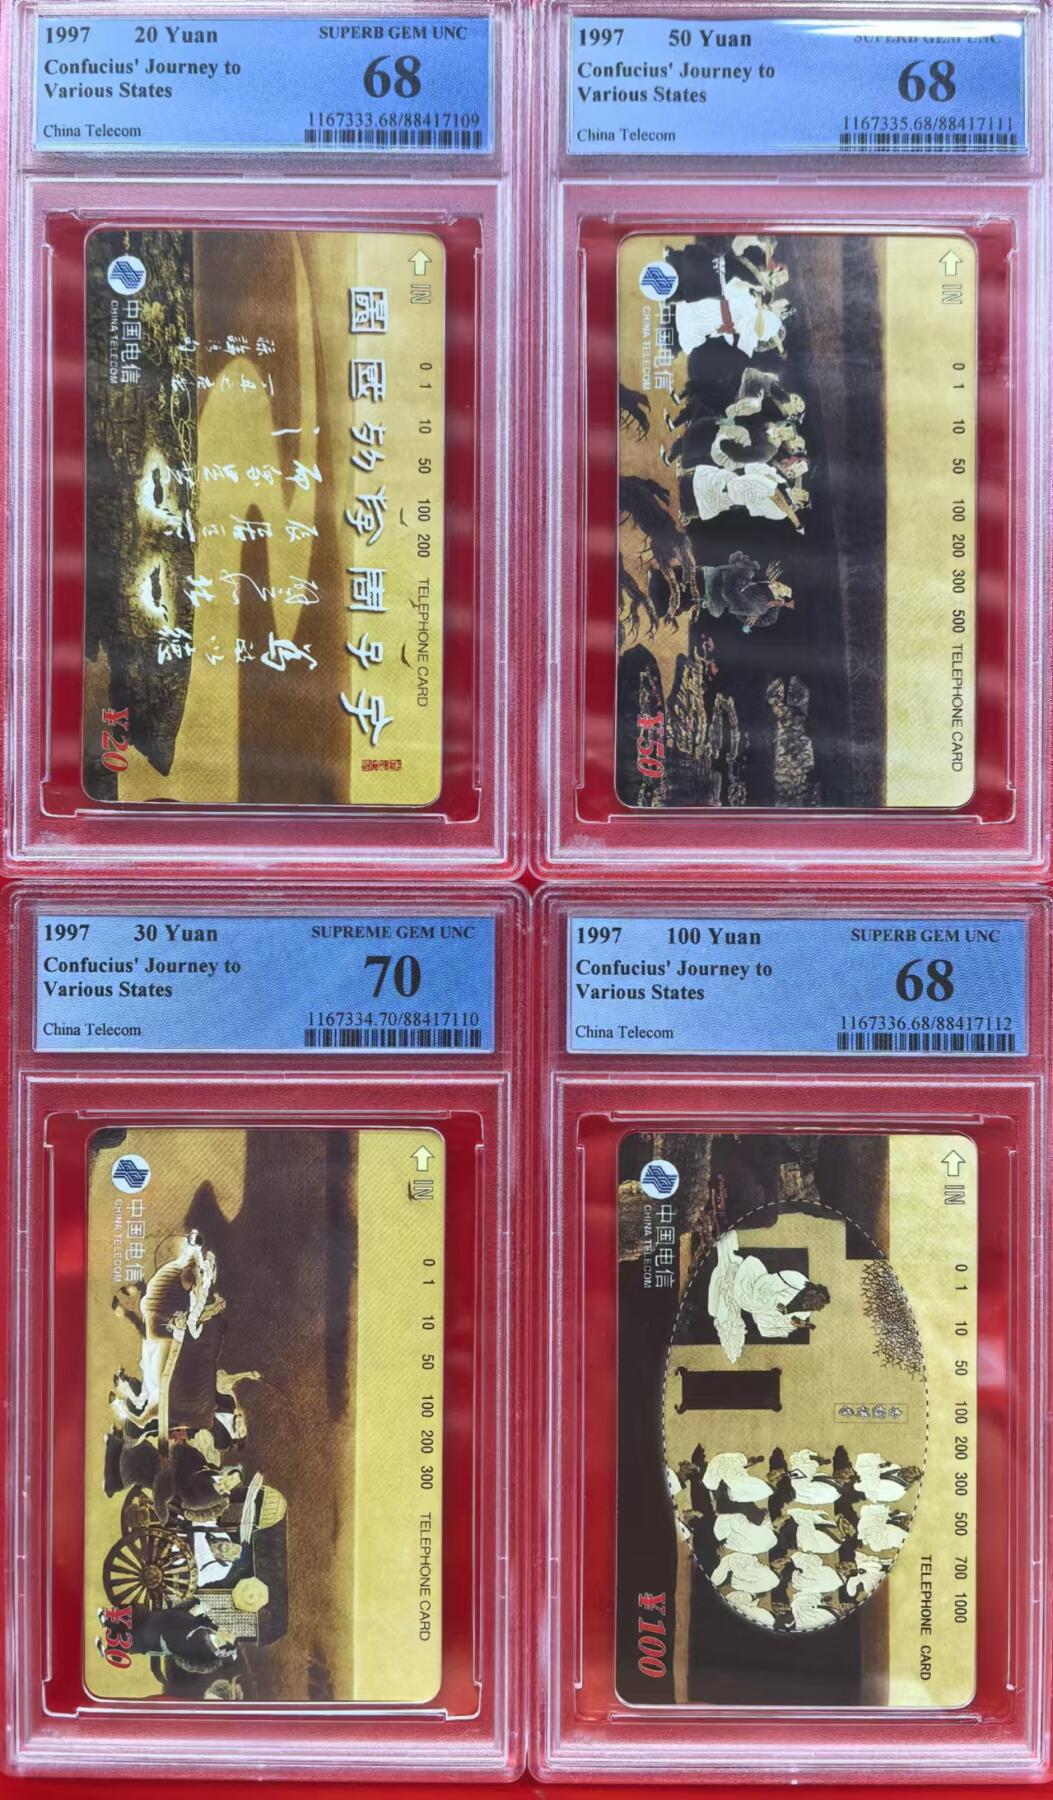 1997 20 Yuan SUPERB GEM UNC
Confucius' Journey to 68
Various States
1167333.68/88417109
China Telecom
中国电信
CHINA TELECOM
IN
0 1 10 50 100 200 TELEPHONE CARD
¥20
1997 50 Yuan SUPERB GEM UNC
Confucius' Journey to 68
Various States
1167335.68/88417111
China Telecom
中国电信
CHINA TELECOM
IN
0 1 10 50 100 200 300 500 TELEPHONE CARD
¥50
1997 30 Yuan SUPREME GEM UNC
Confucius' Journey to 70
Various States
1167334.70/88417110
China Telecom
中国电信
CHINA TELECOM
IN
0 1 10 50 100 200 300 TELEPHONE CARD
¥30
1997 100 Yuan SUPERB GEM UNC
Confucius' Journey to 68
Various States
1167336.68/88417112
China Telecom
中国电信
CHINA TELECOM
IN
0 1 10 50 100 200 300 500 700 1000
TELEPHONE CARD
¥100